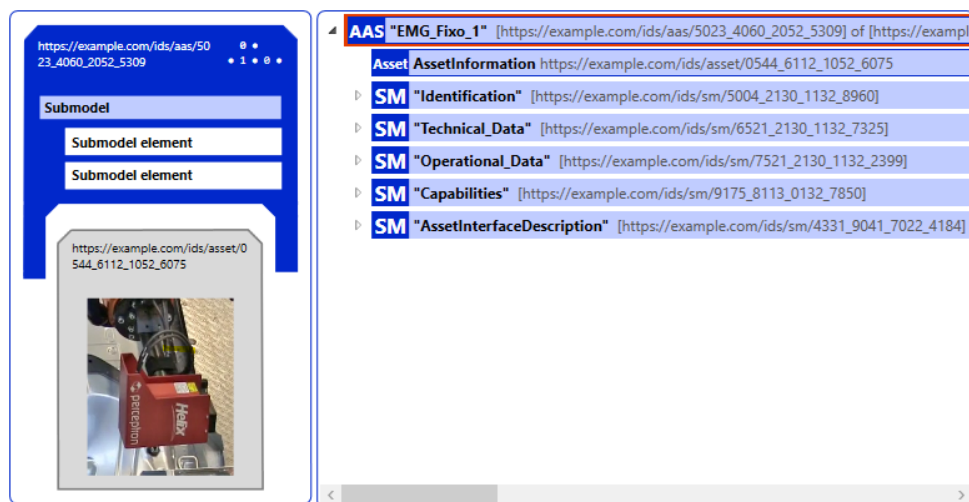 https://example.com/ids/aas/50
23_4060_2052_5309
0
1 0
Submodel
Submodel element
Submodel element
https://example.com/ids/asset/0
544_6112_1052_6075
perceptron
Helix
AAS "EMG_Fixo_1" [https://example.com/ids/aas/5023_4060_2052_5309] of [https://exampl
Asset AssetInformation https://example.com/ids/asset/0544_6112_1052_6075
SM "Identification" [https://example.com/ids/sm/5004_2130_1132_8960]
SM "Technical_Data" [https://example.com/ids/sm/6521_2130_1132_7325]
SM "Operational_Data" [https://example.com/ids/sm/7521_2130_1132_2399]
SM "Capabilities" [https://example.com/ids/sm/9175_8113_0132_7850]
SM "AssetInterfaceDescription" [https://example.com/ids/sm/4331_9041_7022_4184]